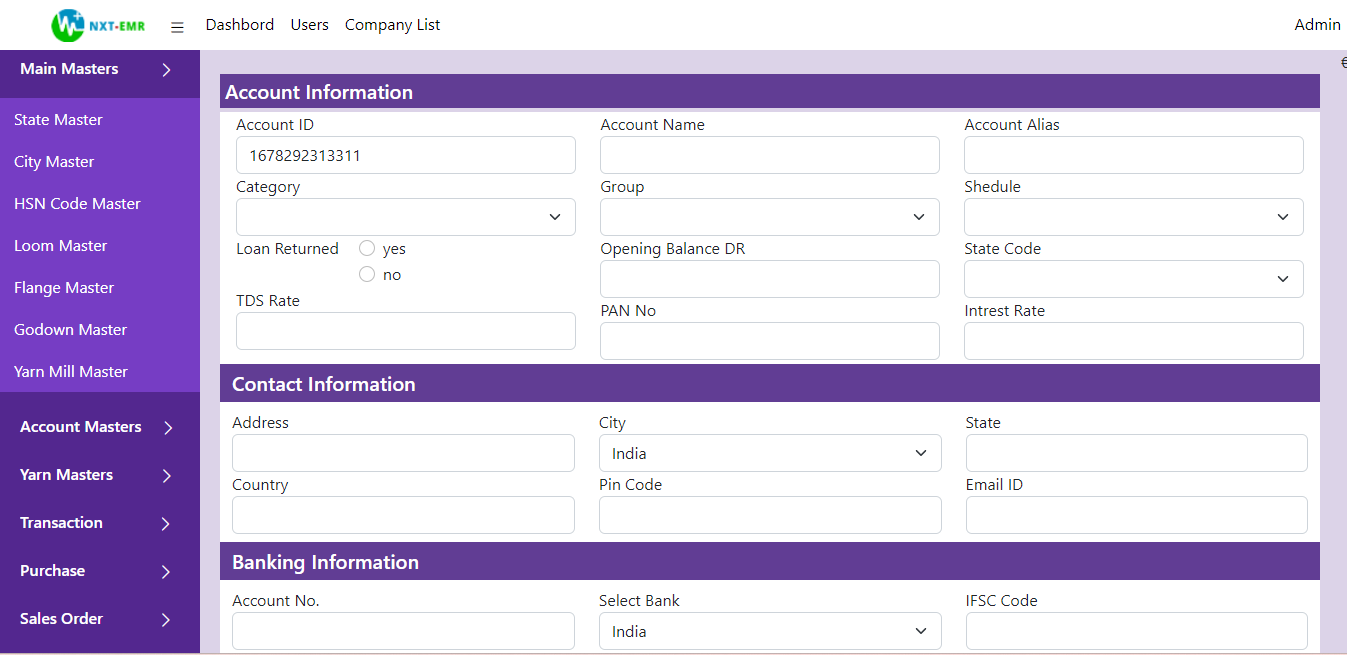 NXT-EMR Dashbord Users Company List Admin
Main Masters
State Master
City Master
HSN Code Master
Loom Master
Flange Master
Godown Master
Yarn Mill Master
Account Masters
Yarn Masters
Transaction
Purchase
Sales Order
Account Information
Account ID Account Name Account Alias
1678292313311
Category Group Shedule
Loan Returned yes Opening Balance DR State Code
no
TDS Rate
PAN No Intrest Rate
Contact Information
Address City State
India
Country Pin Code Email ID
Banking Information
Account No. Select Bank IFSC Code
India